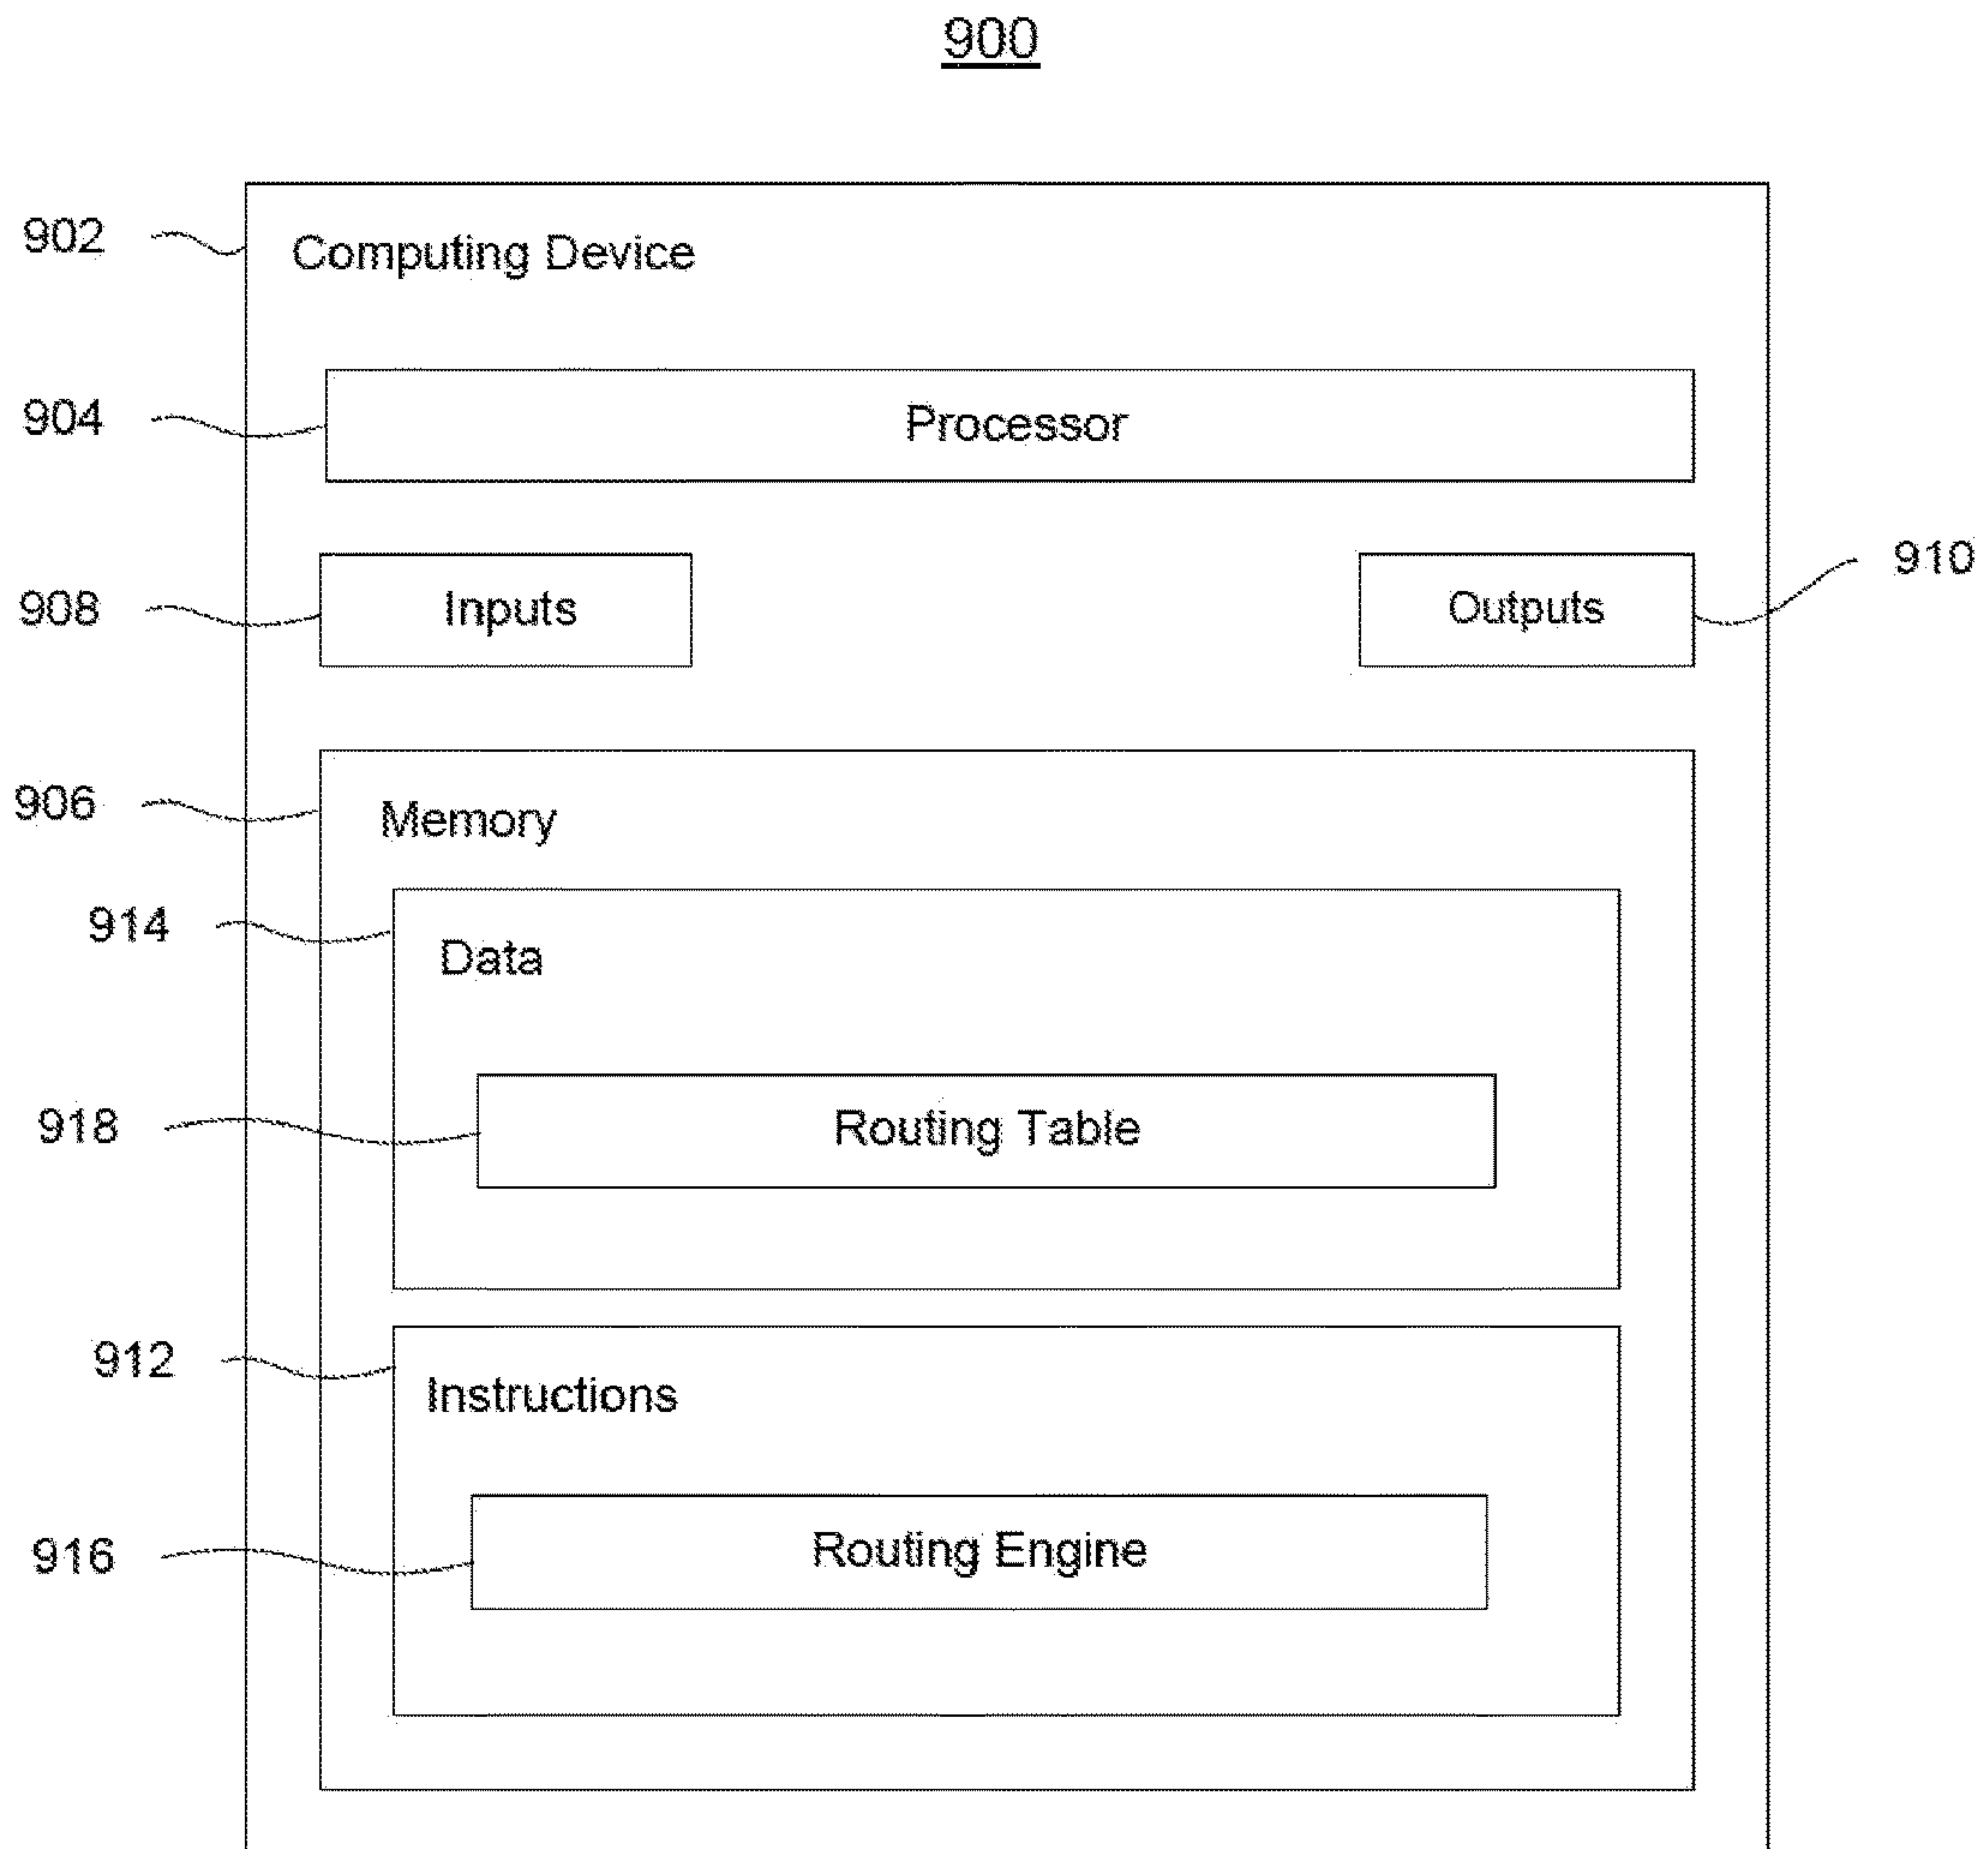 900
902
Computing Device
904
Processor
908
Inputs
Outputs
910
906
Memory
914
Data
918
Routing Table
912
Instructions
916
Routing Engine